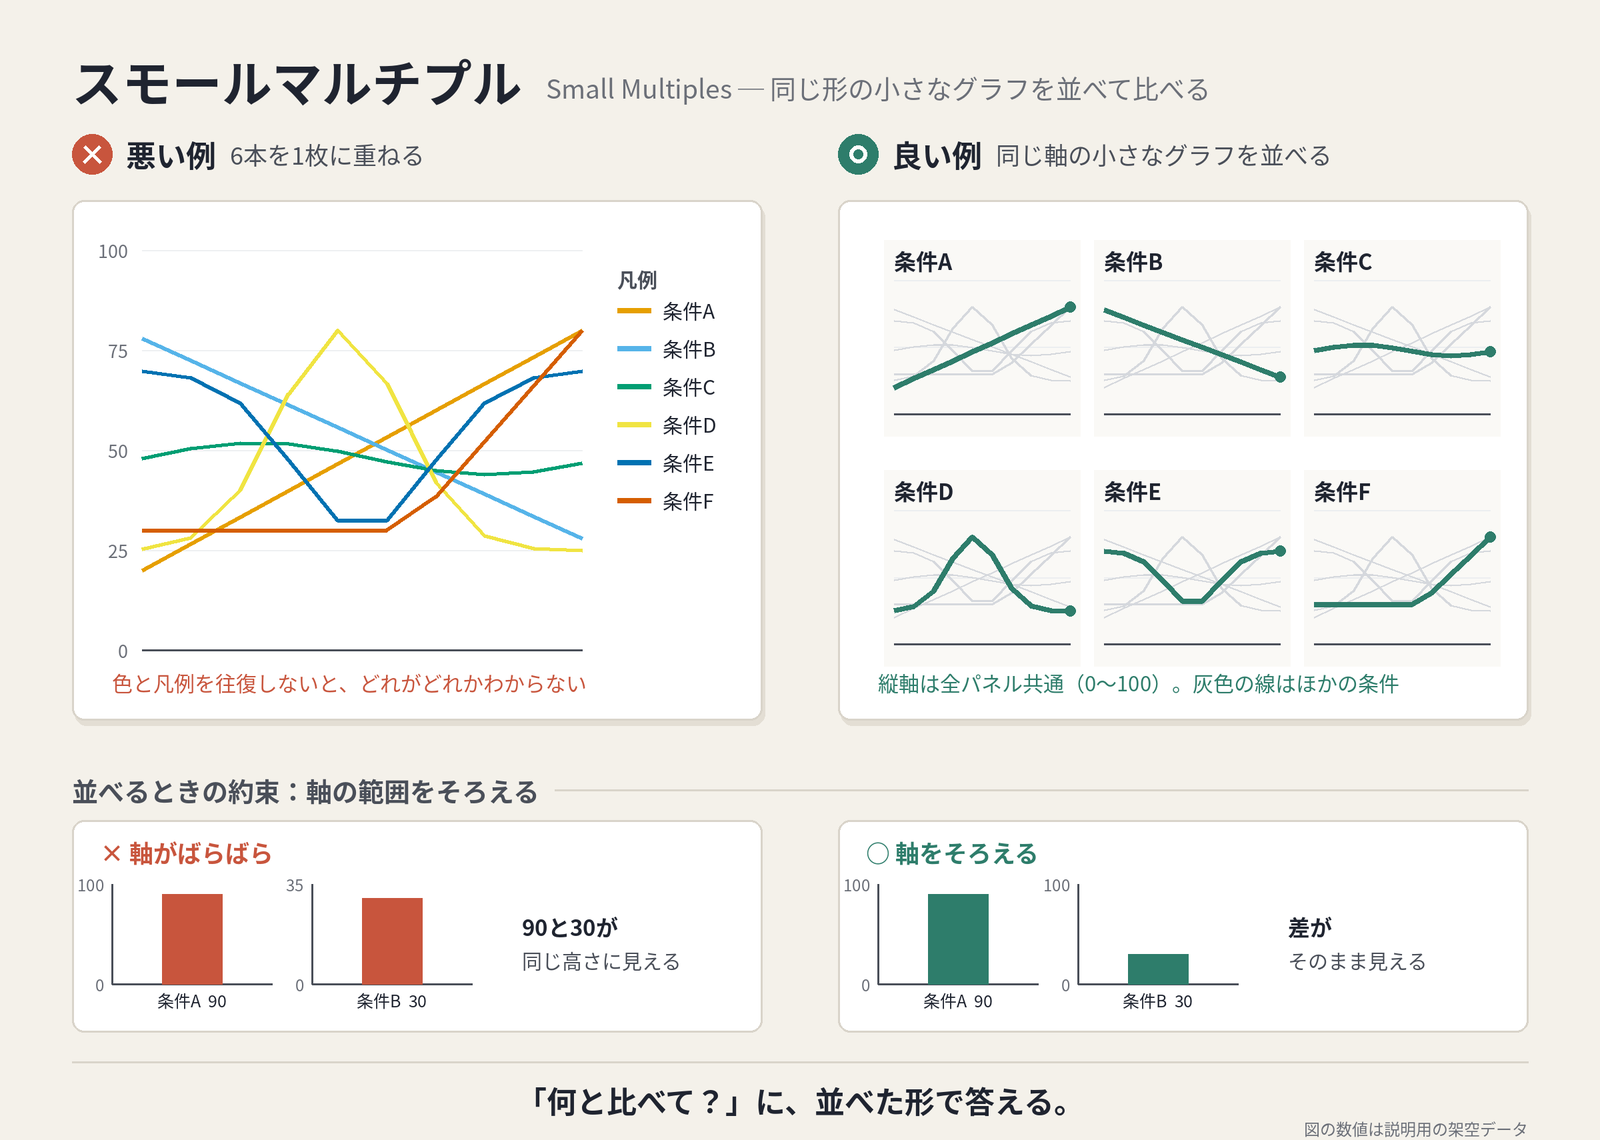 スモールマルチプル Small Multiples — 同じ形の小さなグラフを並べて比べる
悪い例 6本を1枚に重ねる
100
75
50
25
0
凡例
条件A
条件B
条件C
条件D
条件E
条件F
色と凡例を往復しないと、どれがどれかわからない
良い例 同じ軸の小さなグラフを並べる
条件A
条件B
条件C
条件D
条件E
条件F
縦軸は全パネル共通（0〜100）。灰色の線はほかの条件
並べるときの約束：軸の範囲をそろえる
× 軸がばらばら
100
0
条件A 90
35
0
条件B 30
90と30が
同じ高さに見える
○ 軸をそろえる
100
0
条件A 90
100
0
条件B 30
差が
そのまま見える
「何と比べて？」に、並べた形で答える。
図の数値は説明用の架空データ